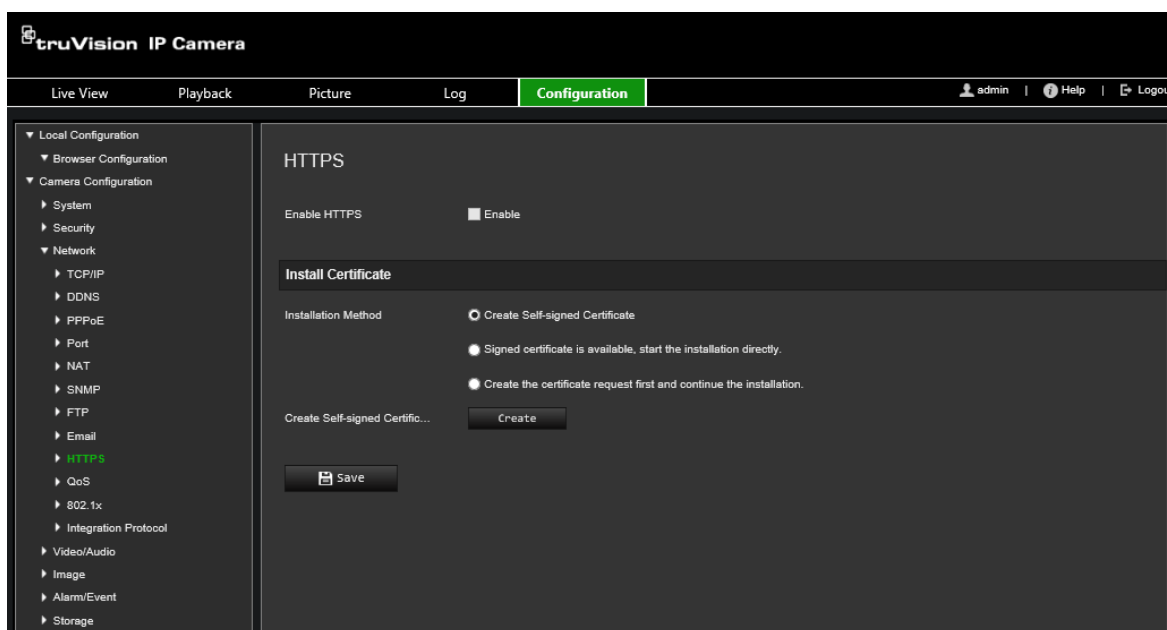 truVision IP Camera
Live View Playback Picture Log Configuration admin | Help | Logou
Local Configuration
Browser Configuration
Camera Configuration
System
Security
Network
TCP/IP
DDNS
PPPoE
Port
NAT
SNMP
FTP
Email
HTTPS
QoS
802.1x
Integration Protocol
Video/Audio
Image
Alarm/Event
Storage
HTTPS
Enable HTTPS Enable
Install Certificate
Installation Method Create Self-signed Certificate
Signed certificate is available, start the installation directly.
Create the certificate request first and continue the installation.
Create Self-signed Certific... Create
Save